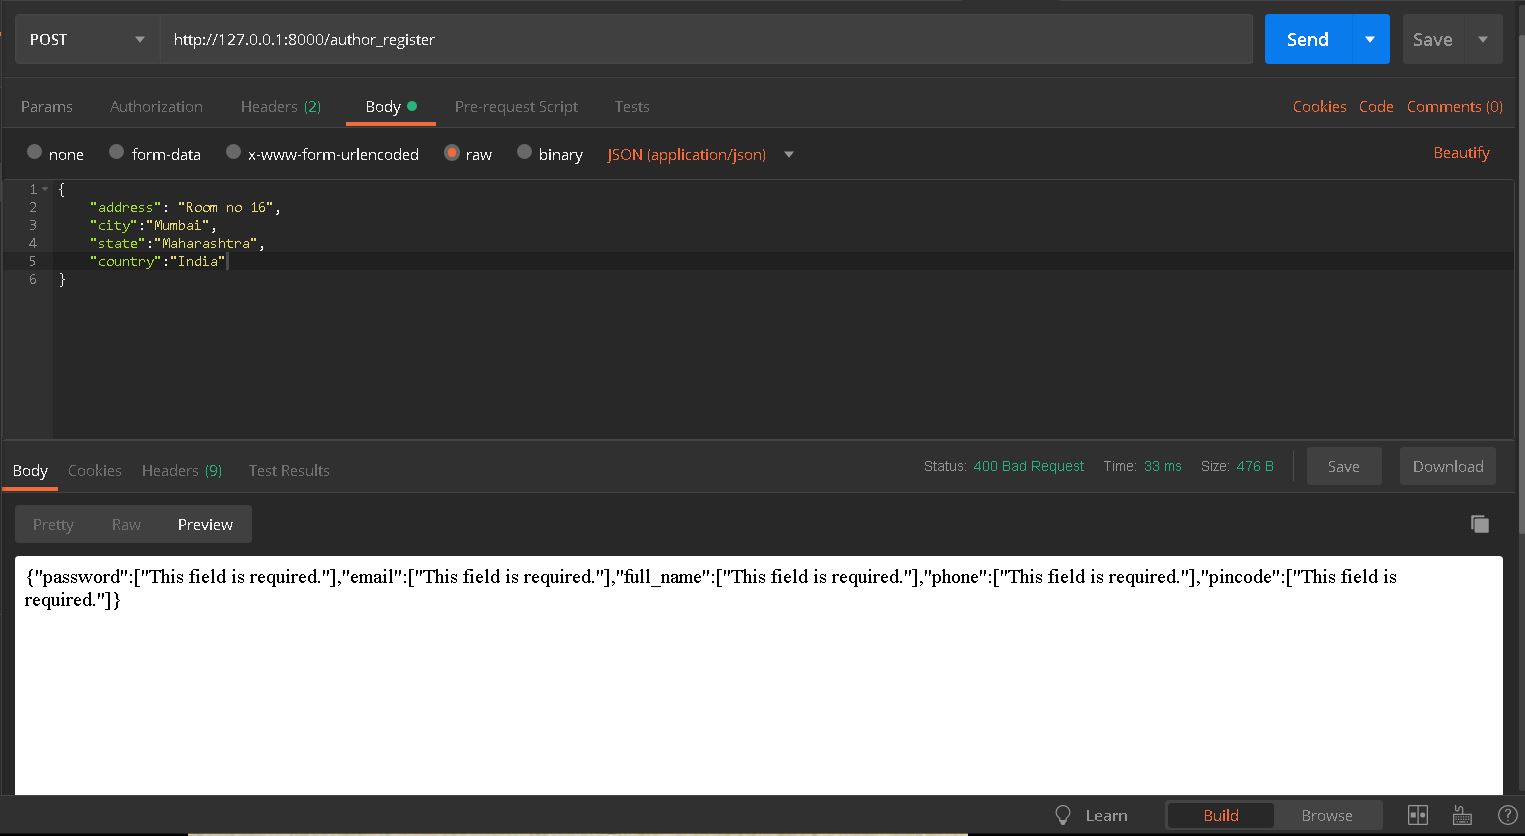 POST http://127.0.0.1:8000/author_register Send Save
Params Authorization Headers (2) Body Pre-request Script Tests Cookies Code Comments (0)
none form-data x-www-form-urlencoded raw binary JSON (application/json) Beautify
1 {
2 "address": "Room no 16",
3 "city":"Mumbai",
4 "state":"Maharashtra",
5 "country":"India"
6 }
Body Cookies Headers (9) Test Results Status: 400 Bad Request Time: 33 ms Size: 476 B Save Download
Pretty Raw Preview
{"password":["This field is required."],"email":["This field is required."],"full_name":["This field is required."],"phone":["This field is required."],"pincode":["This field is
required."]}
Learn Build Browse